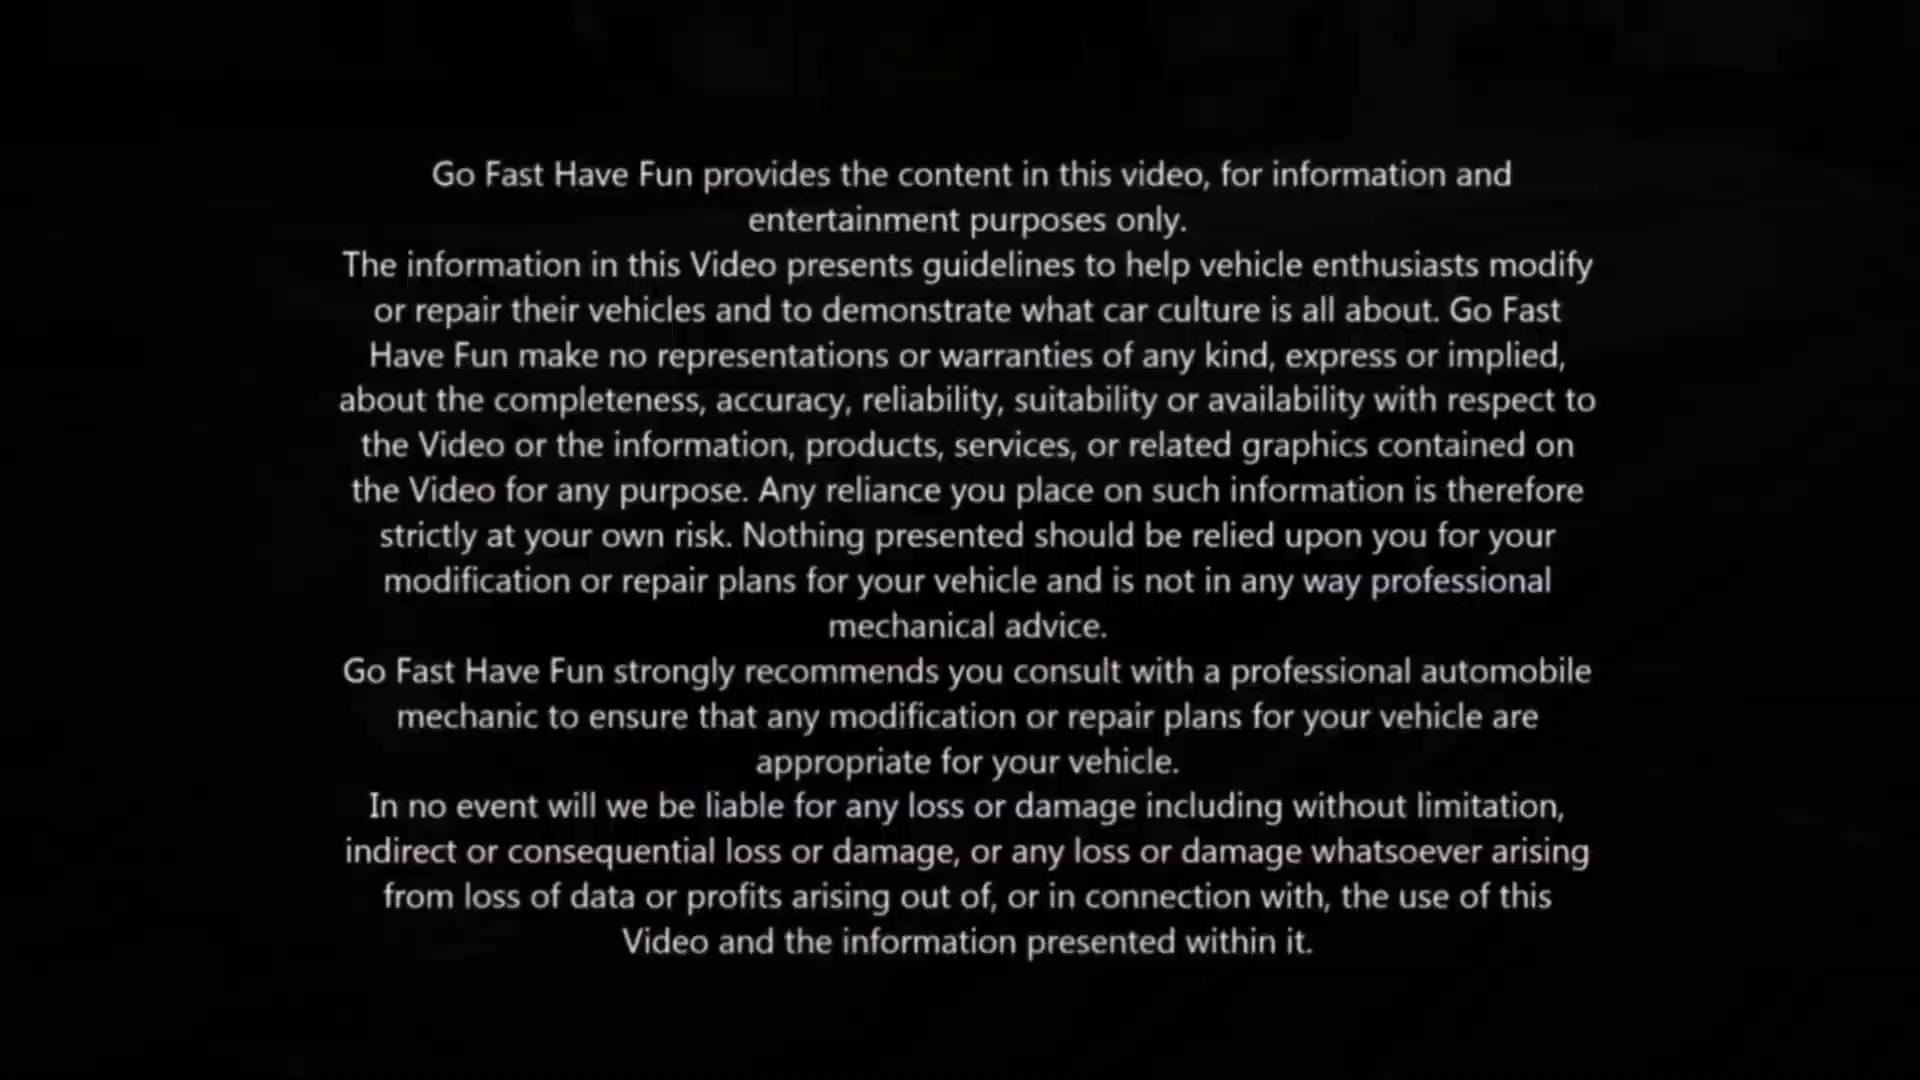 Go Fast Have Fun provides the content in this video, for information and
entertainment purposes only.
The information in this Video presents guidelines to help vehicle enthusiasts modify
or repair their vehicles and to demonstrate what car culture is all about. Go Fast
Have Fun make no representations or warranties of any kind, express or implied,
about the completeness, accuracy, reliability, suitability or availability with respect to
the Video or the information, products, services, or related graphics contained on
the Video for any purpose. Any reliance you place on such information is therefore
strictly at your own risk. Nothing presented should be relied upon you for your
modification or repair plans for your vehicle and is not in any way professional
mechanical advice.
Go Fast Have Fun strongly recommends you consult with a professional automobile
mechanic to ensure that any modification or repair plans for your vehicle are
appropriate for your vehicle.
In no event will we be liable for any loss or damage including without limitation,
indirect or consequential loss or damage, or any loss or damage whatsoever arising
from loss of data or profits arising out of, or in connection with, the use of this
Video and the information presented within it.